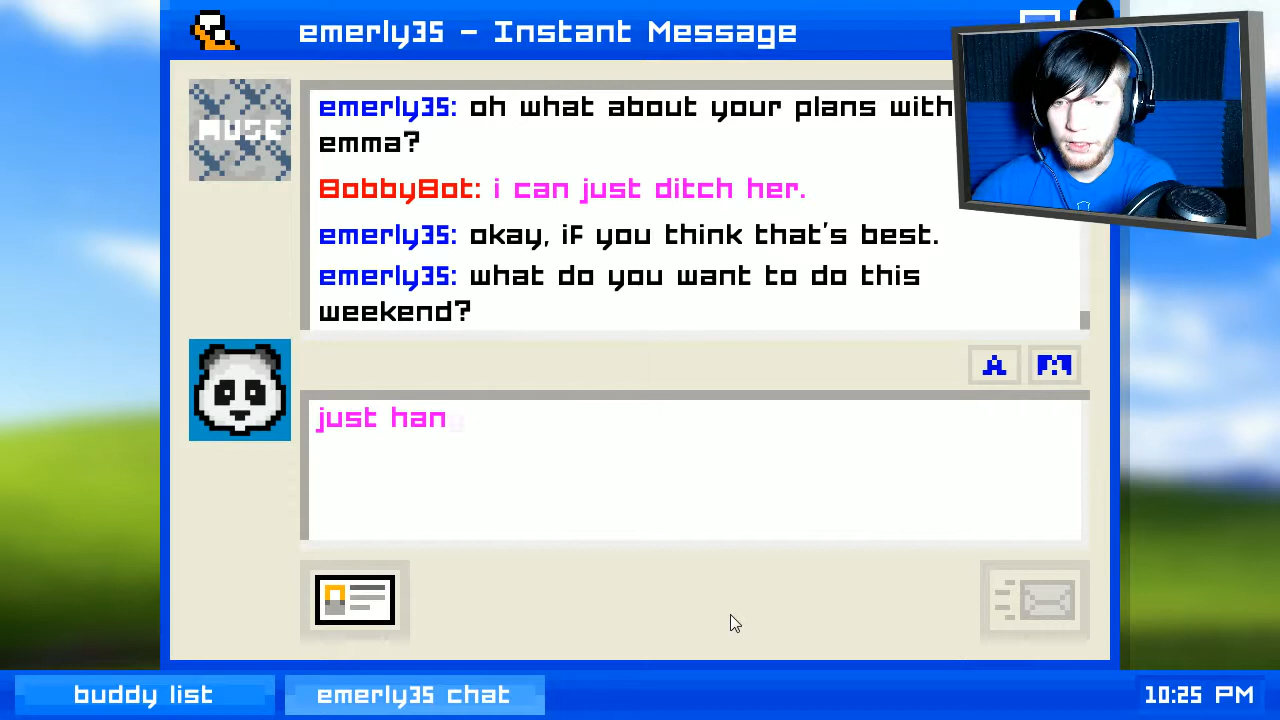 emerly35 - Instant Message
MUSE
emerly35: oh what about your plans with
emma?
BobbyBot: i can just ditch her.
emerly35: okay, if you think that's best.
emerly35: what do you want to do this
weekend?
A
just han
buddy list
emerly35 chat
10:25 PM